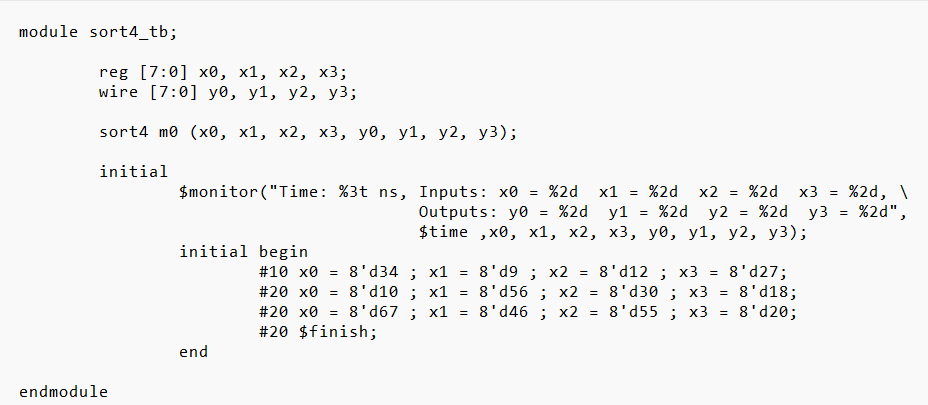 module sort4_tb;
reg [7:0] x0, x1, x2, x3;
wire [7:0] y0, y1, y2, y3;
sort4 m0 (x0, x1, x2, x3, y0, y1, y2, y3);
initial
$monitor("Time: %3t ns, Inputs: x0 = %2d  x1 = %2d  x2 = %2d  x3 = %2d, \
Outputs: y0 = %2d  y1 = %2d  y2 = %2d  y3 = %2d",
$time ,x0, x1, x2, x3, y0, y1, y2, y3);
initial begin
#10 x0 = 8'd34 ; x1 = 8'd9 ; x2 = 8'd12 ; x3 = 8'd27;
#20 x0 = 8'd10 ; x1 = 8'd56 ; x2 = 8'd30 ; x3 = 8'd18;
#20 x0 = 8'd67 ; x1 = 8'd46 ; x2 = 8'd55 ; x3 = 8'd20;
#20 $finish;
end
endmodule